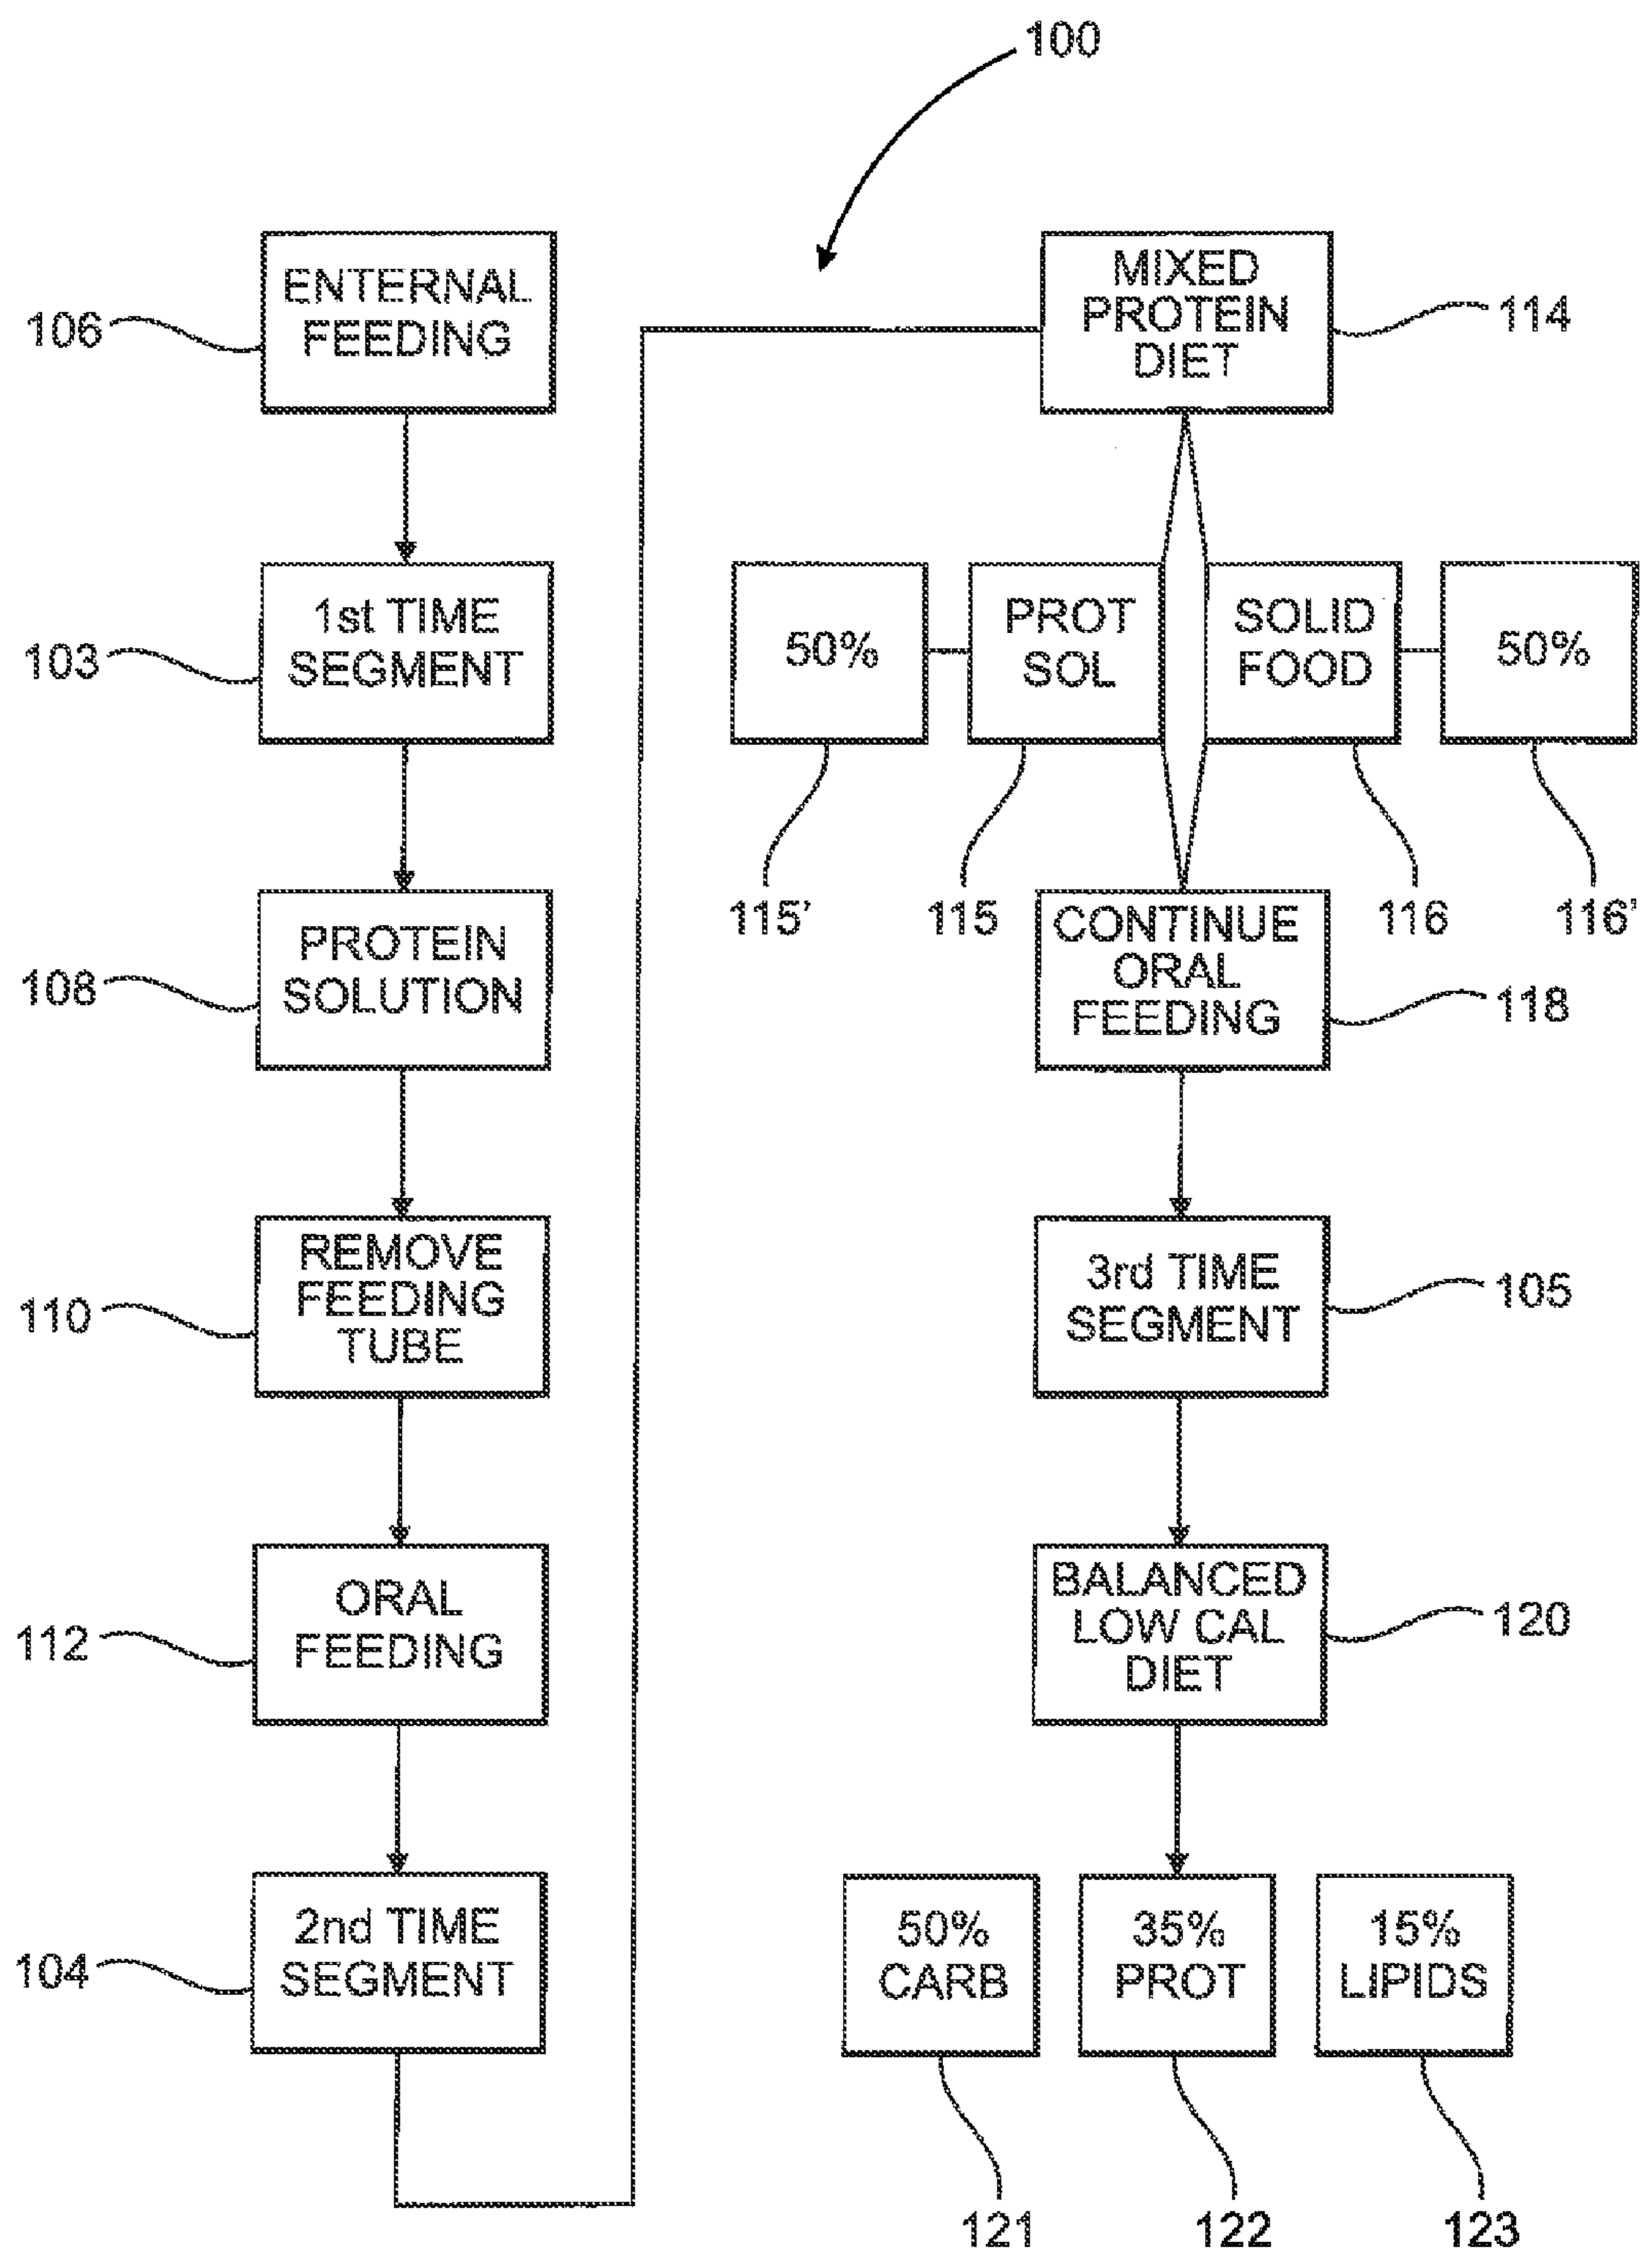 100
ENTERNAL
FEEDING
106
1st TIME
SEGMENT
103
PROTEIN
SOLUTION
108
REMOVE
FEEDING
TUBE
110
ORAL
FEEDING
112
2nd TIME
SEGMENT
104
MIXED
PROTEIN
DIET
114
50%
PROT
SOL
SOLID
FOOD
50%
115'
115
116
116'
CONTINUE
ORAL
FEEDING
118
3rd TIME
SEGMENT
105
BALANCED
LOW CAL
DIET
120
50%
CARB
35%
PROT
15%
LIPIDS
121
122
123